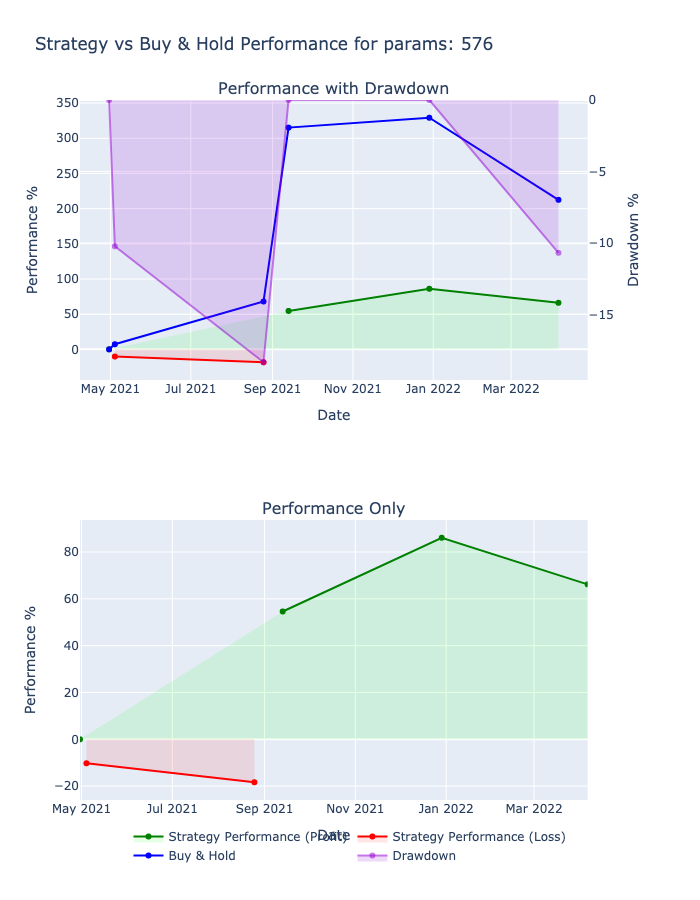 Strategy vs Buy & Hold Performance for params: 576
Performance with Drawdown
350
300
250
200
150
100
50
0
Performance %
0
−5
−10
−15
Drawdown %
May 2021 Jul 2021 Sep 2021 Nov 2021 Jan 2022 Mar 2022
Date
Performance Only
80
60
40
20
0
−20
Performance %
May 2021 Jul 2021 Sep 2021 Nov 2021 Jan 2022 Mar 2022
Date
Strategy Performance (Profit) Strategy Performance (Loss)
Buy & Hold Drawdown